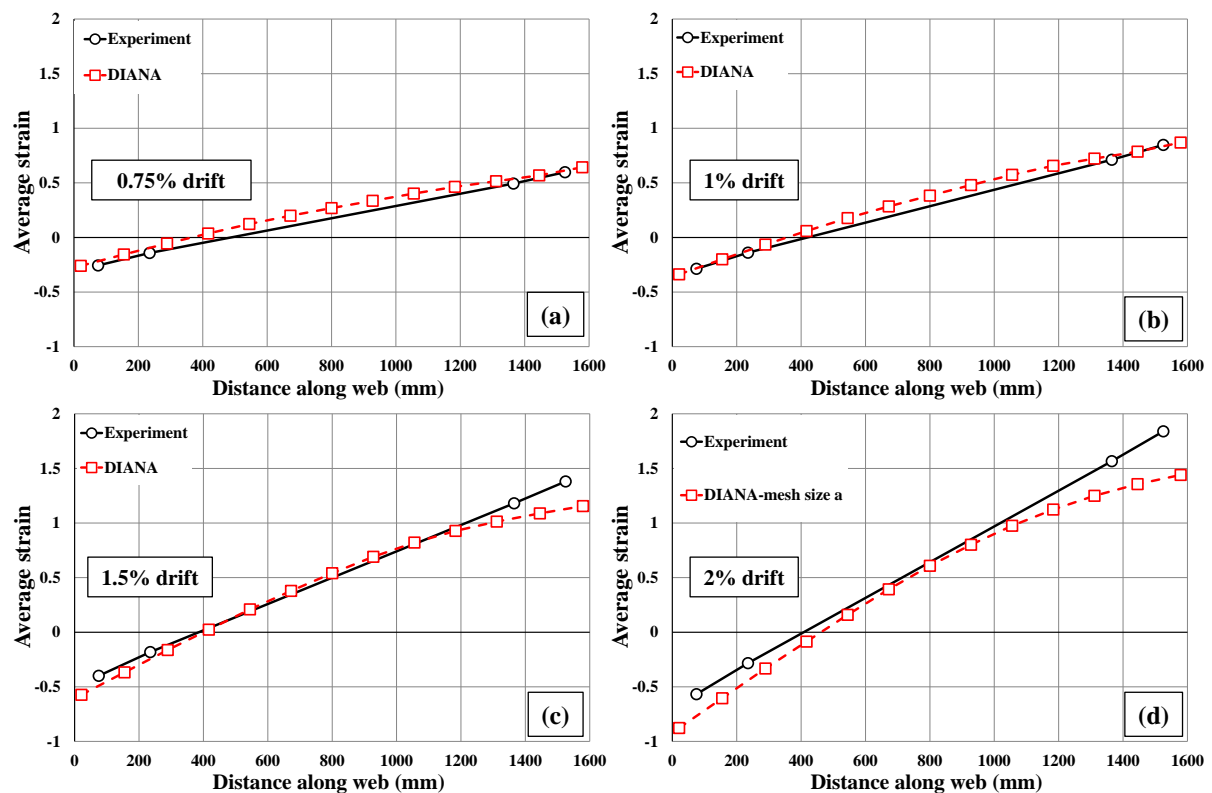 2
1.5
1
0.5
0
-0.5
-1
Average strain
Experiment
DIANA
0.75% drift
(a)
0 200 400 600 800 1000 1200 1400 1600
Distance along web (mm)
2
1.5
1
0.5
0
-0.5
-1
Average strain
Experiment
DIANA
1% drift
(b)
0 200 400 600 800 1000 1200 1400 1600
Distance along web (mm)
2
1.5
1
0.5
0
-0.5
-1
Average strain
Experiment
DIANA
1.5% drift
(c)
0 200 400 600 800 1000 1200 1400 1600
Distance along web (mm)
2
1.5
1
0.5
0
-0.5
-1
Average strain
Experiment
DIANA-mesh size a
2% drift
(d)
0 200 400 600 800 1000 1200 1400 1600
Distance along web (mm)